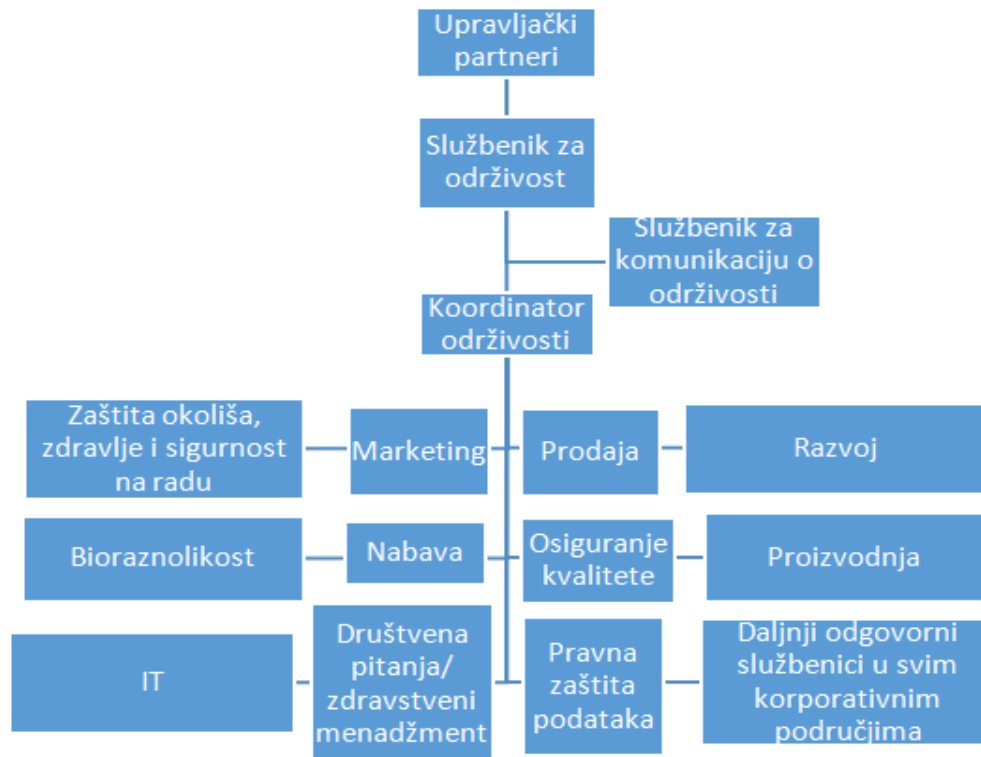 Upravljački
partneri
Službenik za
održivost
Službenik za
komunikaciju o
održivosti
Koordinator
održivosti
Zaštita okoliša,
zdravlje i sigurnost
na radu
Marketing
Prodaja
Razvoj
Bioraznolikost
Nabava
Osiguranje
kvalitete
Proizvodnja
IT
Društvena
pitanja/
zdravstveni
menadžment
Pravna
zaštita
podataka
Daljnji odgovorni
službenici u svim
korporativnim
područjima